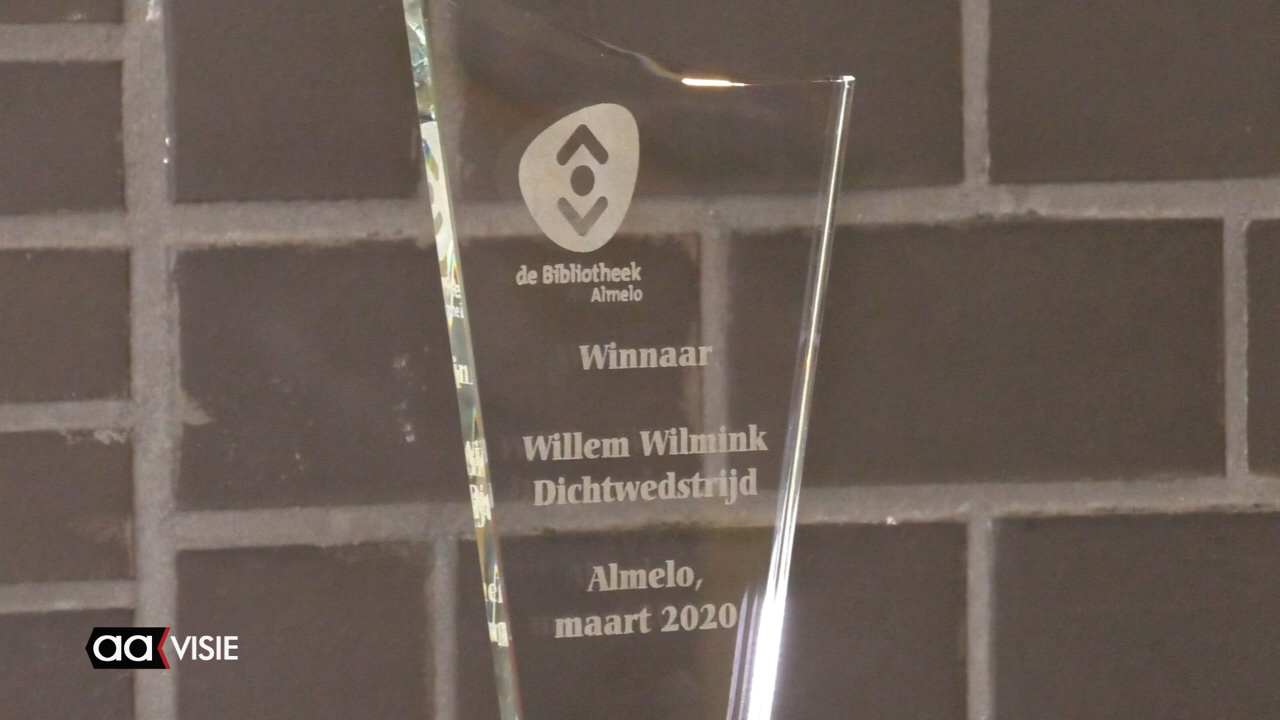 de Bibliotheek
Almelo
Winnaar
Willem Wilmink
Dichtwedstrijd
Almelo,
maart 2020
aa VISIE